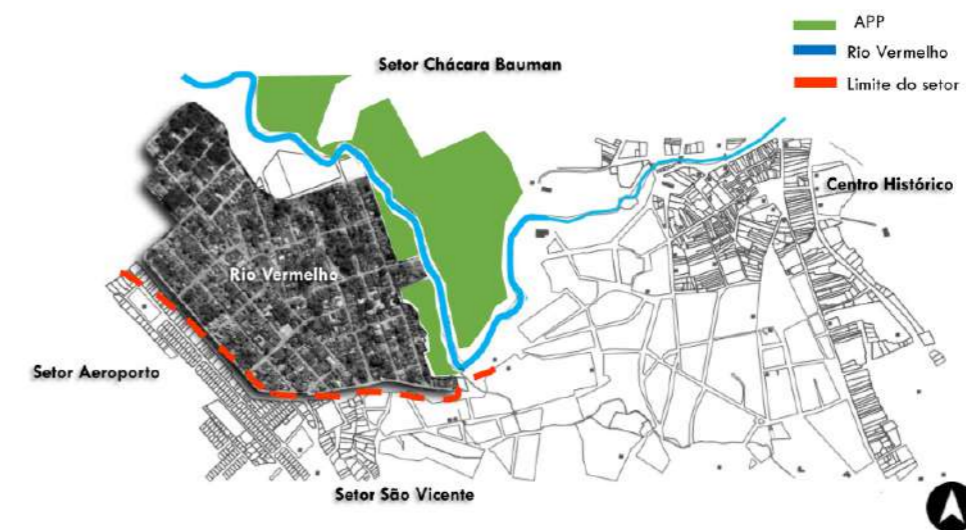 APP
Rio Vermelho
Limite do setor
Setor Chácara Bauman
Centro Histórico
Rio Vermelho
Setor Aeroporto
Setor São Vicente